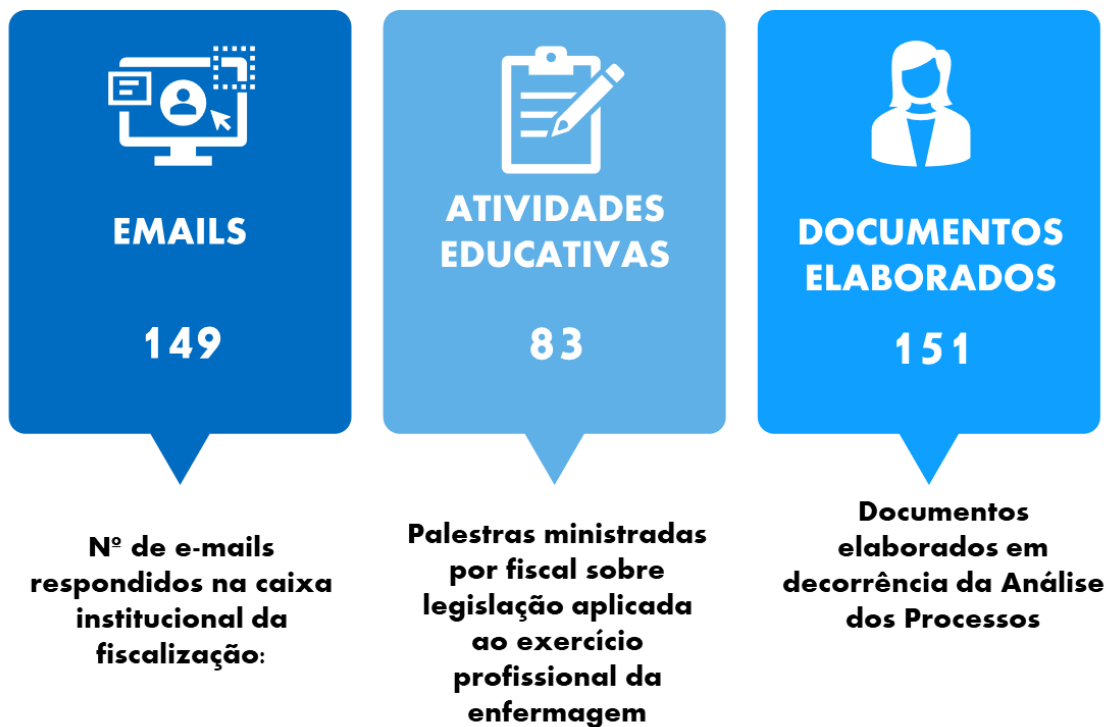 EMAILS
149
Nº de e-mails
respondidos na caixa
institucional da
fiscalização:
ATIVIDADES
EDUCATIVAS
83
Palestras ministradas
por fiscal sobre
legislação aplicada
ao exercício
profissional da
enfermagem
DOCUMENTOS
ELABORADOS
151
Documentos
elaborados em
decorrência da Análise
dos Processos